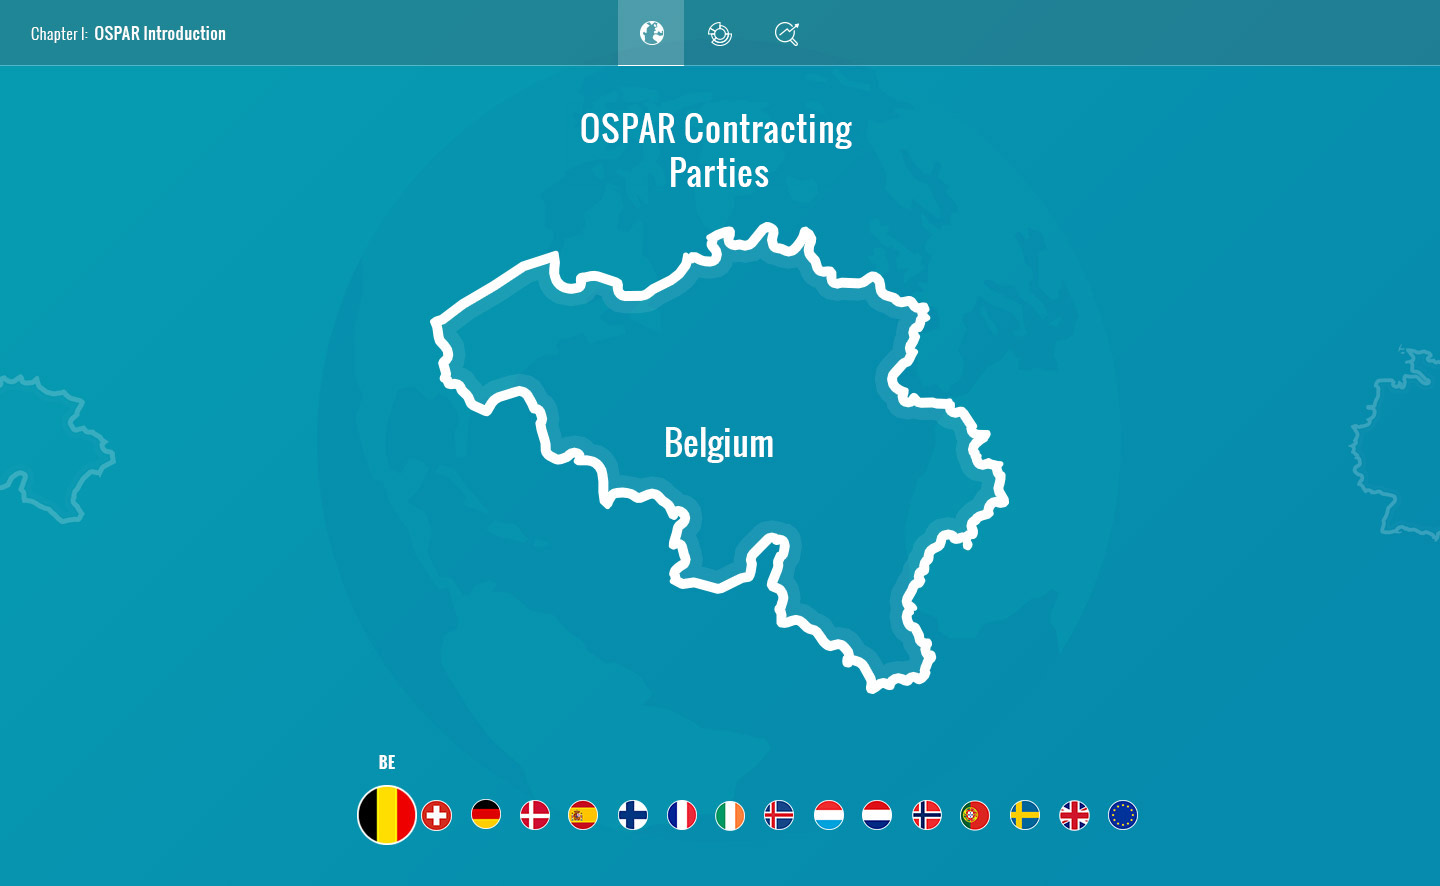 Chapter I: OSPAR Introduction
OSPAR Contracting
Parties
Belgium
BE